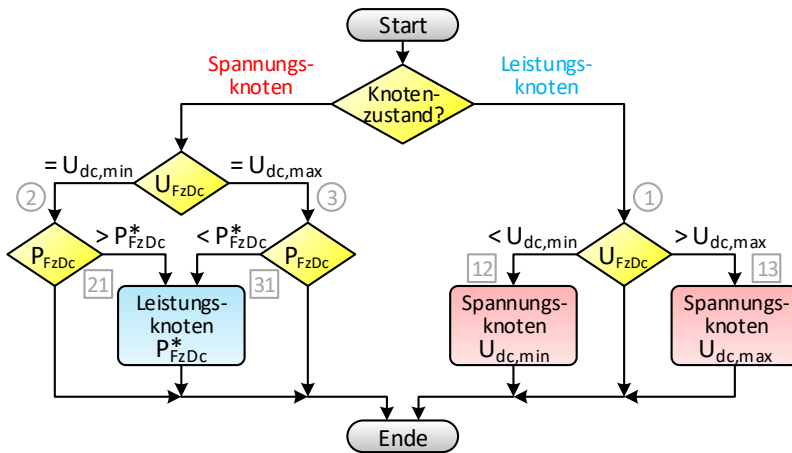 Start
Spannungs-
knoten
Leistungs-
knoten
Knoten-
zustand?
= U_dc,min
U_FzDc
= U_dc,max
2
3
1
P_FzDc
> P*_FzDc
< P*_FzDc
P_FzDc
< U_dc,min
U_FzDc
> U_dc,max
21
31
12
13
Leistungs-
knoten
P*_FzDc
Spannungs-
knoten
U_dc,min
Spannungs-
knoten
U_dc,max
Ende